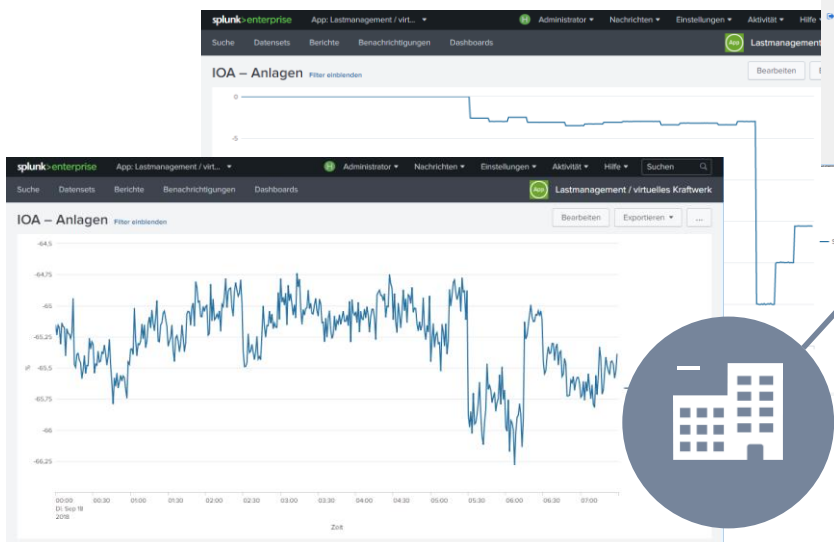 splunk>enterprise App: Lastmanagement / virt... Administrator Nachrichten Einstellungen Aktivität Hilfe
Suche Datensets Berichte Benachrichtigungen Dashboards App Lastmanagement
IOA – Anlagen Filter einblenden Bearbeiten
0
-5
splunk>enterprise App: Lastmanagement / virt... Administrator Nachrichten Einstellungen Aktivität Hilfe Suchen
Suche Datensets Berichte Benachrichtigungen Dashboards App Lastmanagement / virtuelles Kraftwerk
IOA – Anlagen Filter einblenden Bearbeiten Exportieren ...
-64,5
-64,75
-65
-65,25
-65,5
-65,75
-66
-66,25
%
00:00 00:30 01:00 01:30 02:00 02:30 03:00 03:30 04:00 04:30 05:00 05:30 06:00 06:30 07:00
Di Sep 18
2018
Zeit